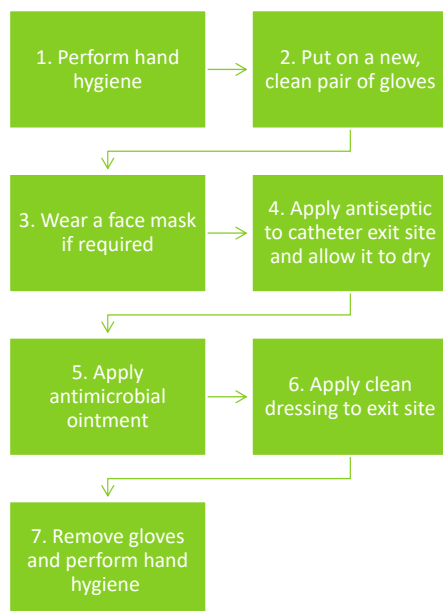 1. Perform hand
hygiene
2. Put on a new,
clean pair of gloves
3. Wear a face mask
if required
4. Apply antiseptic
to catheter exit site
and allow it to dry
5. Apply
antimicrobial
ointment
6. Apply clean
dressing to exit site
7. Remove gloves
and perform hand
hygiene